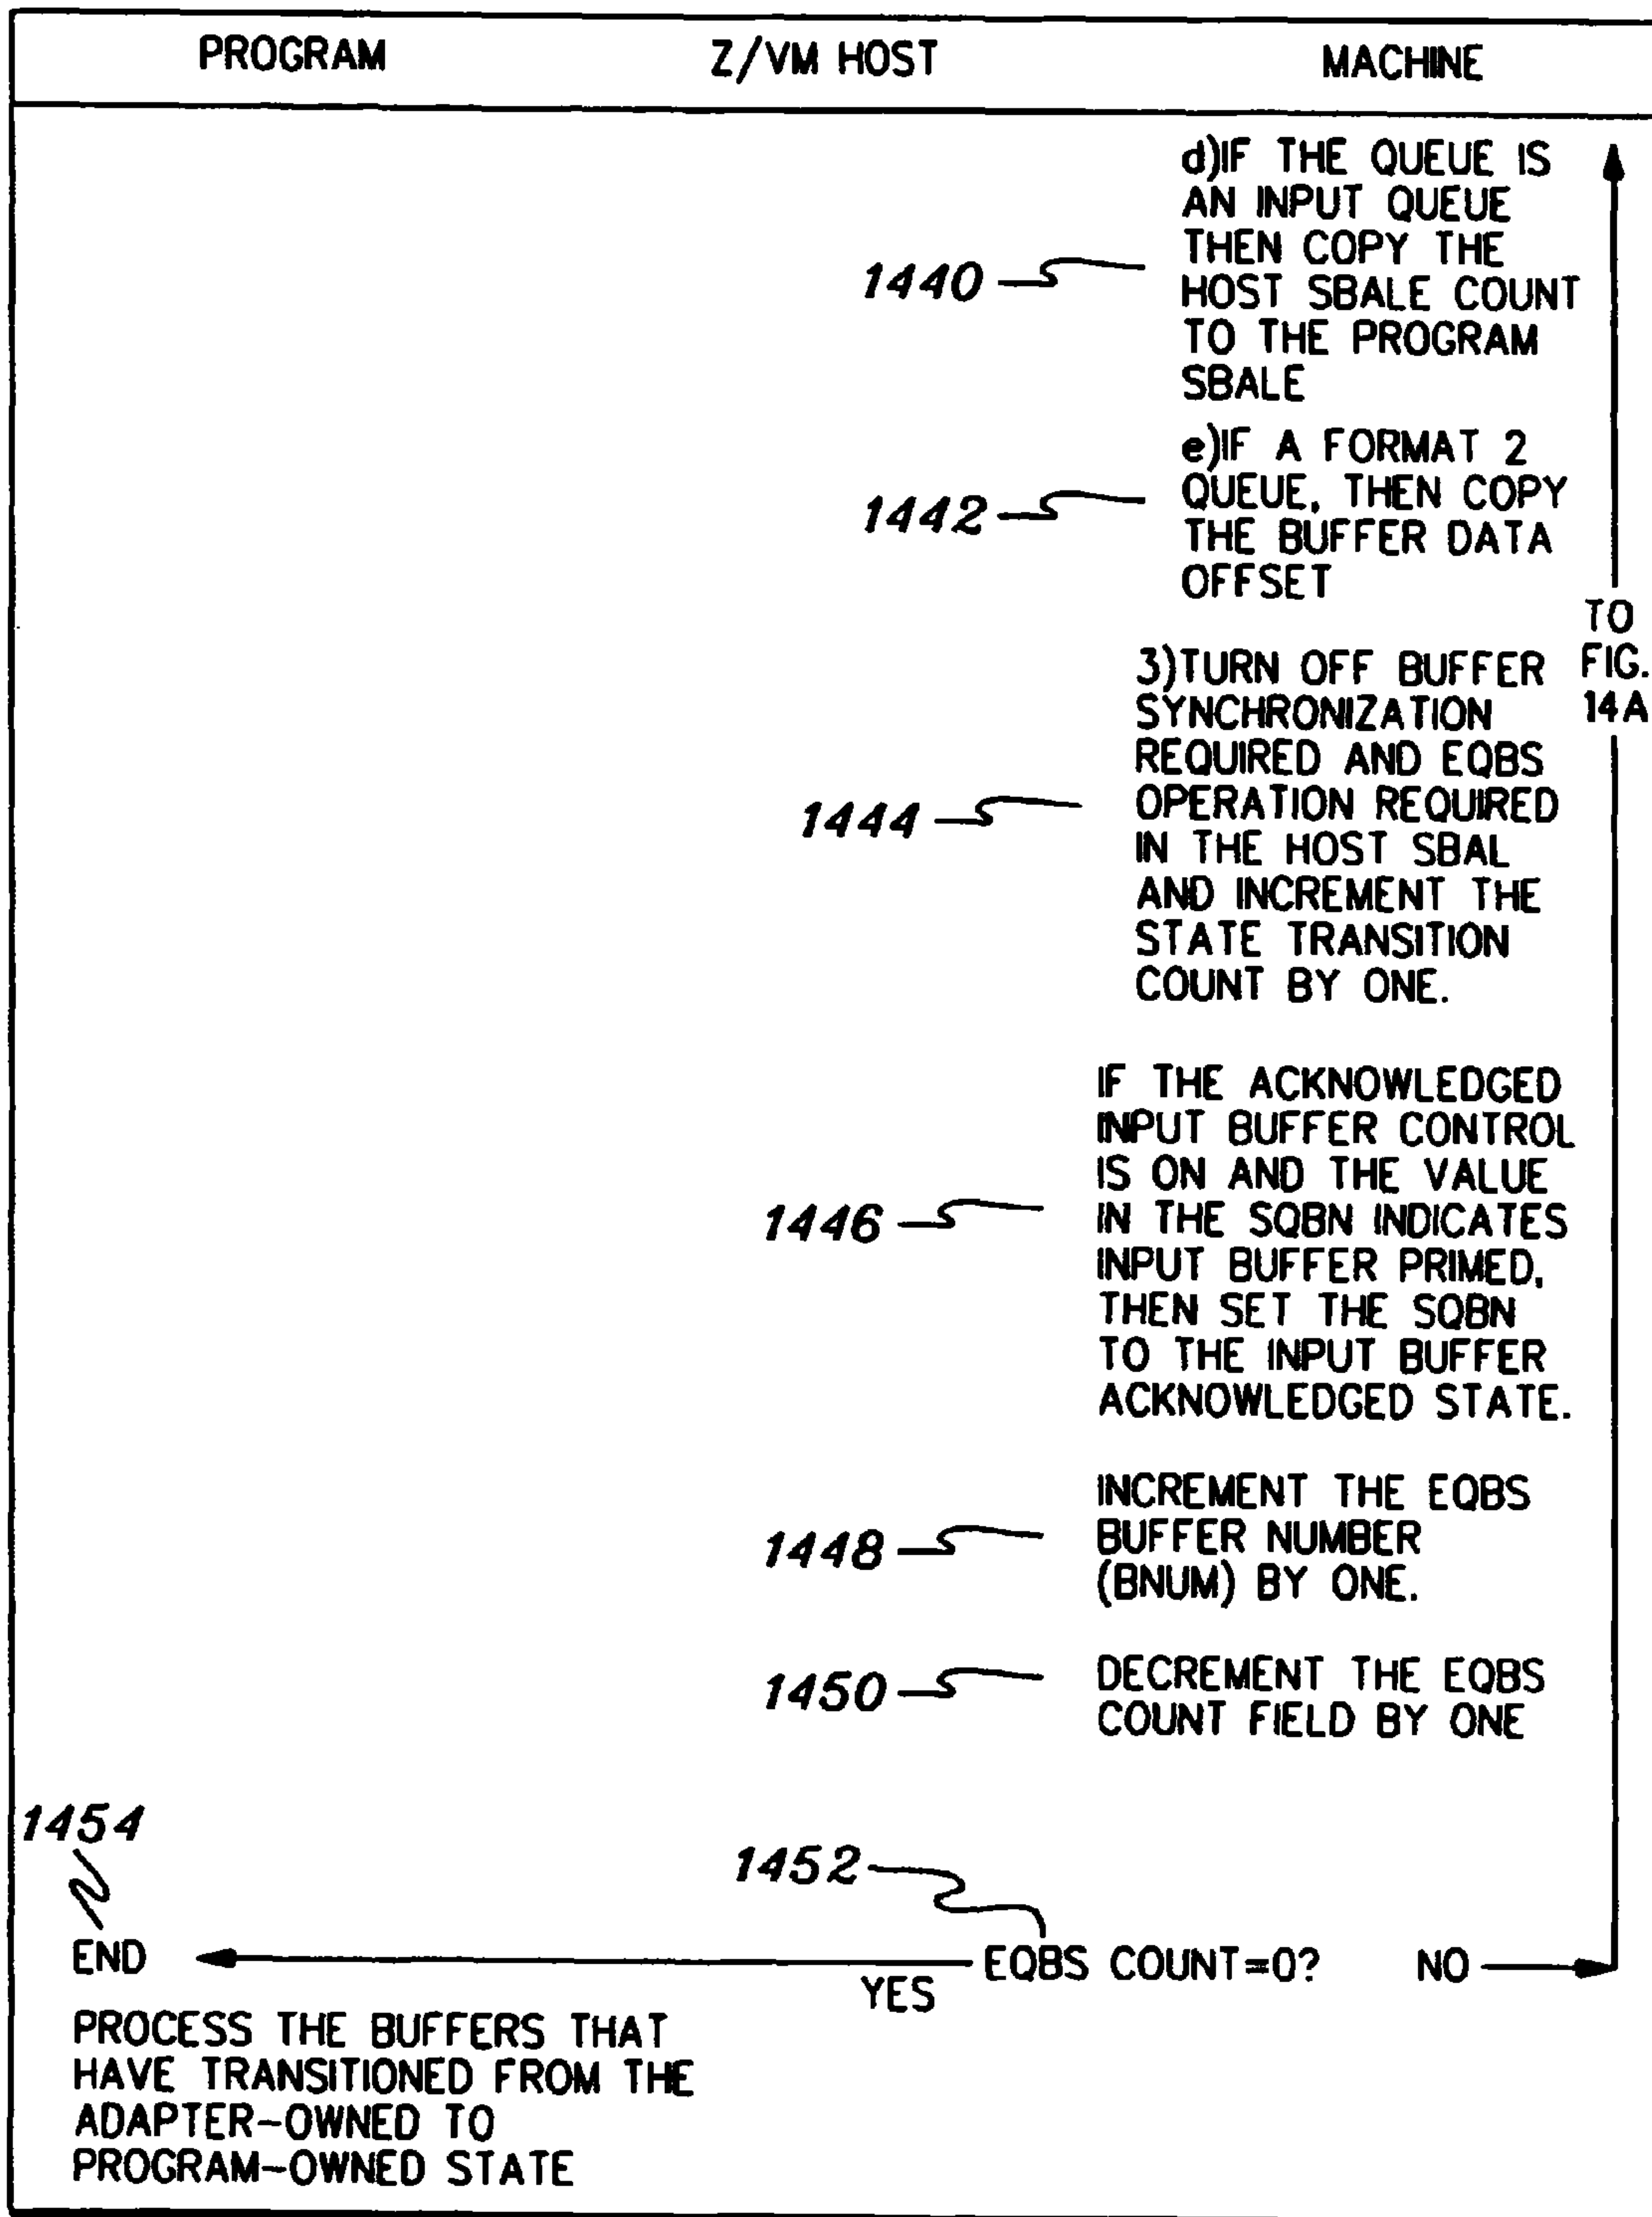 PROGRAM
Z/VM HOST
MACHINE
d)IF THE QUEUE IS
AN INPUT QUEUE
THEN COPY THE
HOST SBALE COUNT
TO THE PROGRAM
SBALE
1440
e)IF A FORMAT 2
QUEUE, THEN COPY
THE BUFFER DATA
OFFSET
1442
TO
FIG.
14A
3)TURN OFF BUFFER
SYNCHRONIZATION
REQUIRED AND EQBS
OPERATION REQUIRED
IN THE HOST SBAL
AND INCREMENT THE
STATE TRANSITION
COUNT BY ONE.
1444
IF THE ACKNOWLEDGED
INPUT BUFFER CONTROL
IS ON AND THE VALUE
IN THE SQBN INDICATES
INPUT BUFFER PRIMED,
THEN SET THE SQBN
TO THE INPUT BUFFER
ACKNOWLEDGED STATE.
1446
INCREMENT THE EQBS
BUFFER NUMBER
(BNUM) BY ONE.
1448
DECREMENT THE EQBS
COUNT FIELD BY ONE
1450
1454
1452
END
YES
EQBS COUNT=0?
NO
PROCESS THE BUFFERS THAT
HAVE TRANSITIONED FROM THE
ADAPTER-OWNED TO
PROGRAM-OWNED STATE